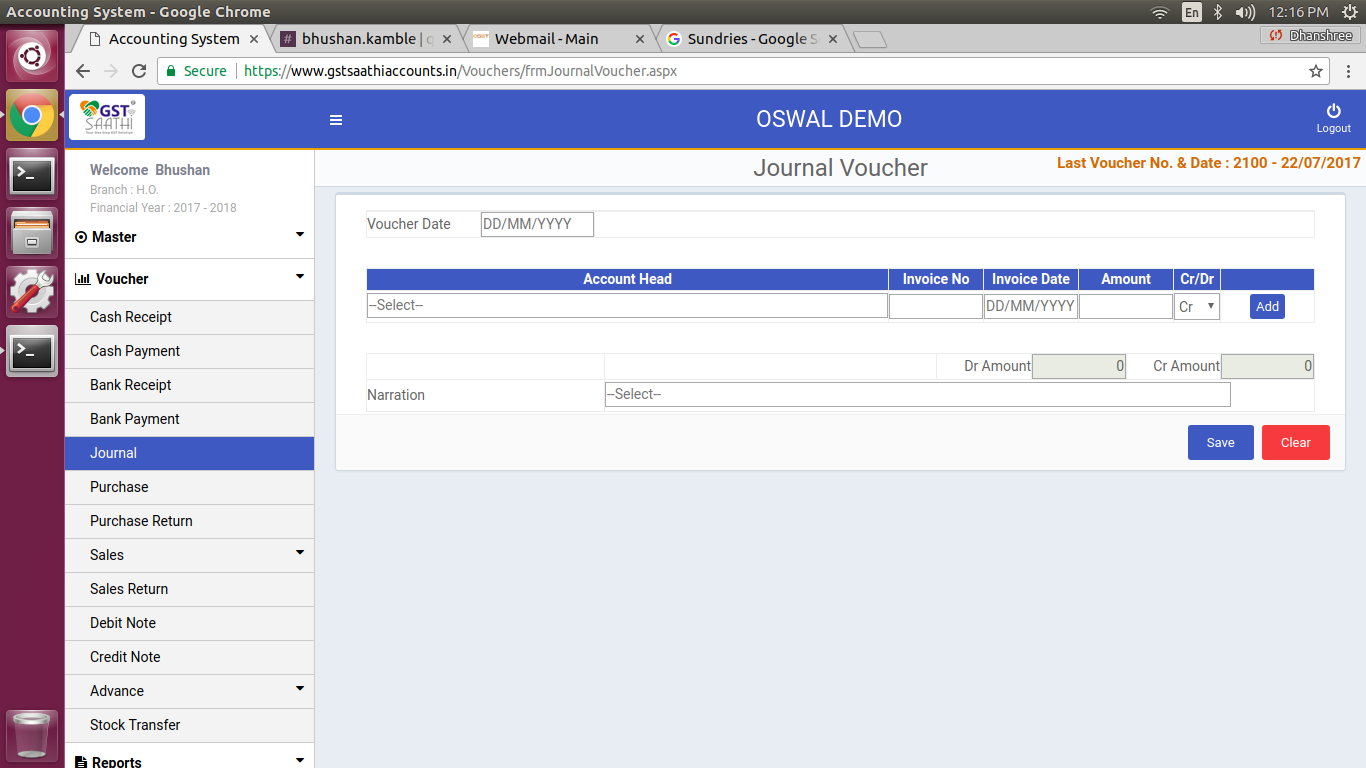 Accounting System - Google Chrome
En
12:16 PM
Accounting System
bhushan.kamble |
Webmail - Main
Sundries - Google S
Dhanshree
Secure
https://www.gstsaathiaccounts.in/Vouchers/frmJournalVoucher.aspx
GST
SAATHI
OSWAL DEMO
Logout
Welcome Bhushan
Branch : H.O.
Financial Year : 2017 - 2018
Master
Voucher
Cash Receipt
Cash Payment
Bank Receipt
Bank Payment
Journal
Purchase
Purchase Return
Sales
Sales Return
Debit Note
Credit Note
Advance
Stock Transfer
Reports
Journal Voucher
Last Voucher No. & Date : 2100 - 22/07/2017
Voucher Date DD/MM/YYYY
Account Head Invoice No Invoice Date Amount Cr/Dr
--Select-- DD/MM/YYYY Cr Add
Dr Amount 0 Cr Amount 0
Narration --Select--
Save Clear